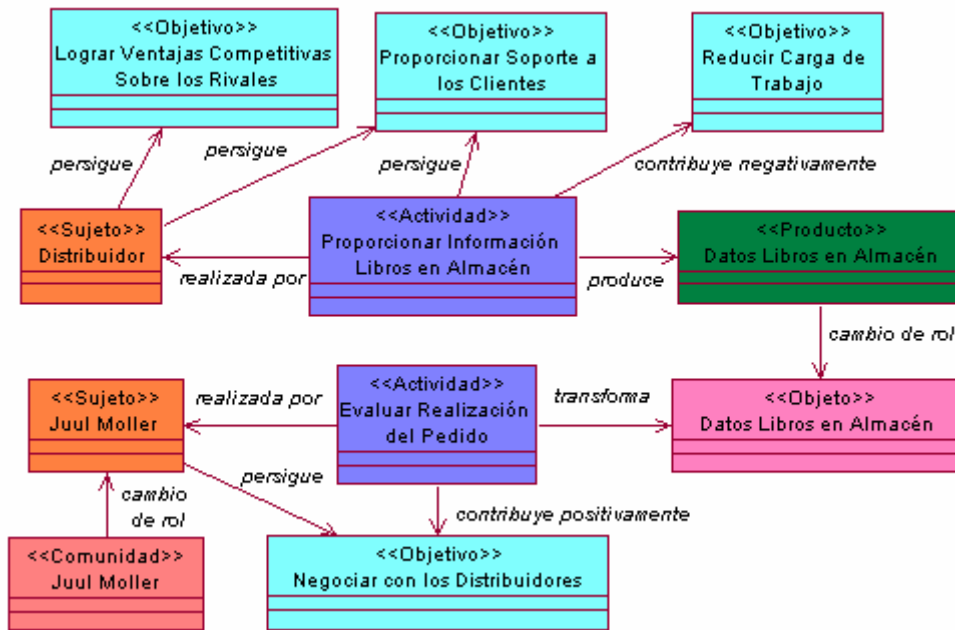 <<Objetivo>>
Lograr Ventajas Competitivas
Sobre los Rivales
<<Objetivo>>
Proporcionar Soporte a
los Clientes
<<Objetivo>>
Reducir Carga de
Trabajo
persigue
persigue
persigue
contribuye negativamente
<<Sujeto>>
Distribuidor
realizada por
<<Actividad>>
Proporcionar Información
Libros en Almacén
produce
<<Producto>>
Datos Libros en Almacén
cambio de rol
<<Sujeto>>
Juul Moller
realizada por
<<Actividad>>
Evaluar Realización
del Pedido
transforma
<<Objeto>>
Datos Libros en Almacén
cambio
de rol
persigue
contribuye positivamente
<<Comunidad>>
Juul Moller
<<Objetivo>>
Negociar con los Distribuidores